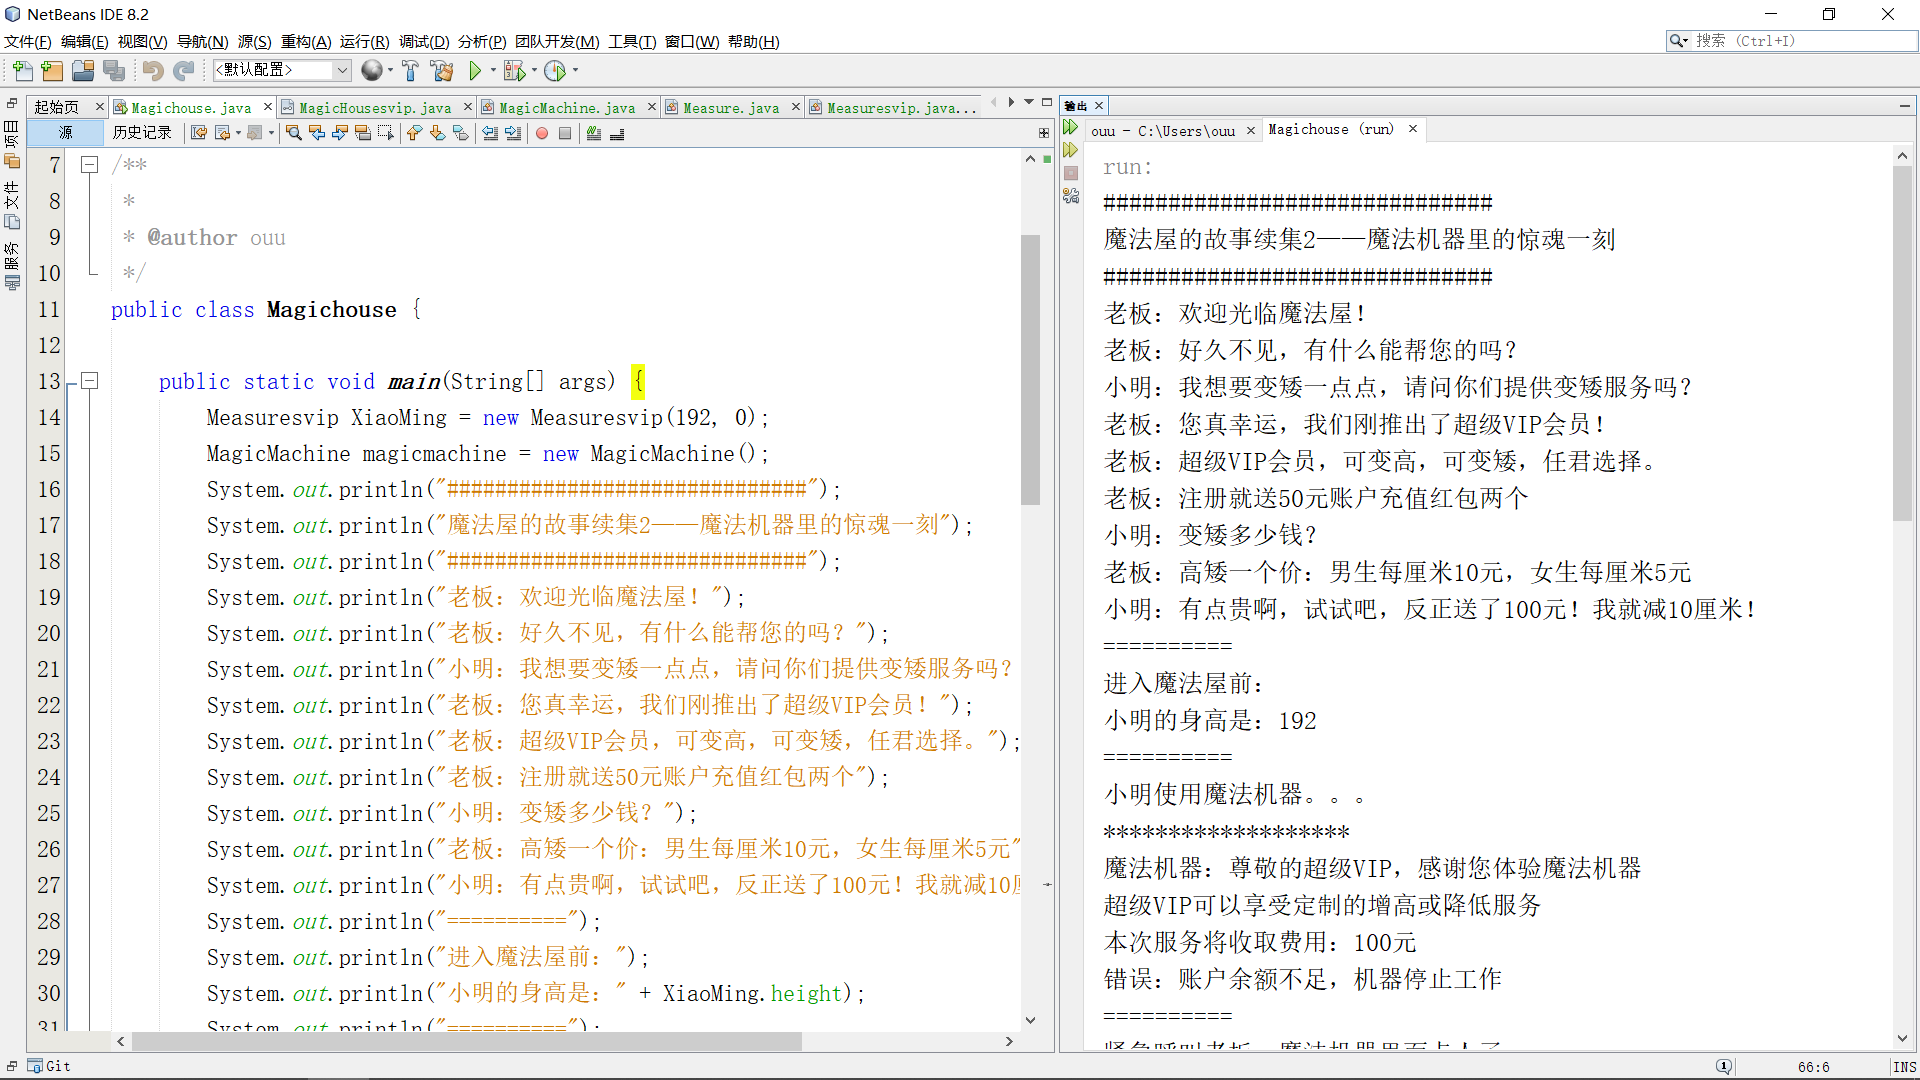 NetBeans IDE 8.2
文件(F) 编辑(E) 视图(V) 导航(N) 源(S) 重构(A) 运行(R) 调试(D) 分析(P) 团队开发(M) 工具(T) 窗口(W) 帮助(H)
搜索 (Ctrl+I)
<默认配置>
起始页 Magichouse.java MagicHousesvip.java MagicMachine.java Measure.java Measuresvip.java...
源 历史记录
项目
文件
服务
7 /**
8 *
9 * @author ouu
10 */
11 public class Magichouse {
12
13 public static void main(String[] args) {
14 Measuresvip XiaoMing = new Measuresvip(192, 0);
15 MagicMachine magicmachine = new MagicMachine();
16 System.out.println("##############################");
17 System.out.println("魔法屋的故事续集2——魔法机器里的惊魂一刻");
18 System.out.println("##############################");
19 System.out.println("老板：欢迎光临魔法屋！");
20 System.out.println("老板：好久不见，有什么能帮您的吗？");
21 System.out.println("小明：我想要变矮一点点，请问你们提供变矮服务吗？
22 System.out.println("老板：您真幸运，我们刚推出了超级VIP会员！");
23 System.out.println("老板：超级VIP会员，可变高，可变矮，任君选择。");
24 System.out.println("老板：注册就送50元账户充值红包两个");
25 System.out.println("小明：变矮多少钱？");
26 System.out.println("老板：高矮一个价：男生每厘米10元，女生每厘米5元"
27 System.out.println("小明：有点贵啊，试试吧，反正送了100元！我就减10厘
28 System.out.println("==========");
29 System.out.println("进入魔法屋前：");
30 System.out.println("小明的身高是：" + XiaoMing.height);
31 System.out.println("==========");
输出
ouu - C:\Users\ouu Magichouse (run)
run:
##############################
魔法屋的故事续集2——魔法机器里的惊魂一刻
##############################
老板：欢迎光临魔法屋！
老板：好久不见，有什么能帮您的吗？
小明：我想要变矮一点点，请问你们提供变矮服务吗？
老板：您真幸运，我们刚推出了超级VIP会员！
老板：超级VIP会员，可变高，可变矮，任君选择。
老板：注册就送50元账户充值红包两个
小明：变矮多少钱？
老板：高矮一个价：男生每厘米10元，女生每厘米5元
小明：有点贵啊，试试吧，反正送了100元！我就减10厘米！
==========
进入魔法屋前：
小明的身高是：192
==========
小明使用魔法机器。。。
*******************
魔法机器：尊敬的超级VIP，感谢您体验魔法机器
超级VIP可以享受定制的增高或降低服务
本次服务将收取费用：100元
错误：账户余额不足，机器停止工作
==========
Git
1 66:6 INS